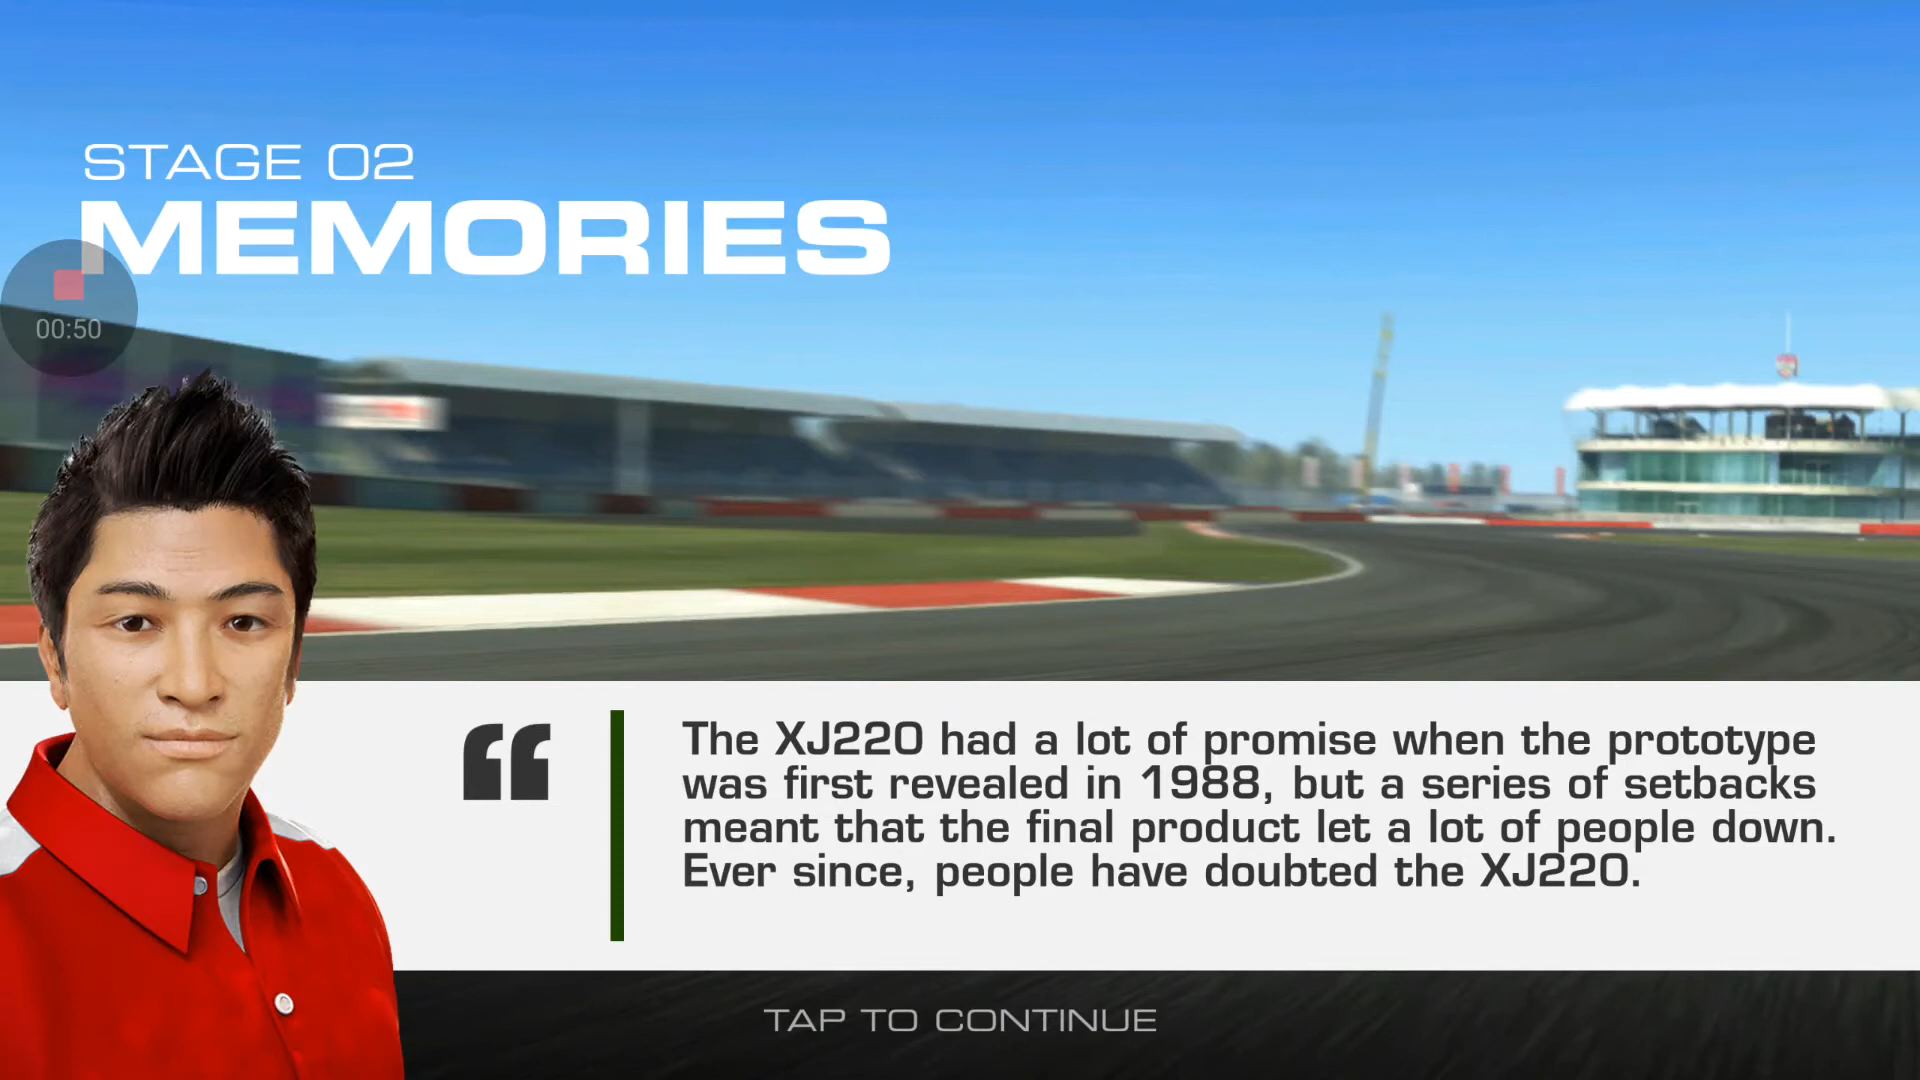 STAGE 02
MEMORIES
00:50
The XJ220 had a lot of promise when the prototype
was first revealed in 1988, but a series of setbacks
meant that the final product let a lot of people down.
Ever since, people have doubted the XJ220.
TAP TO CONTINUE